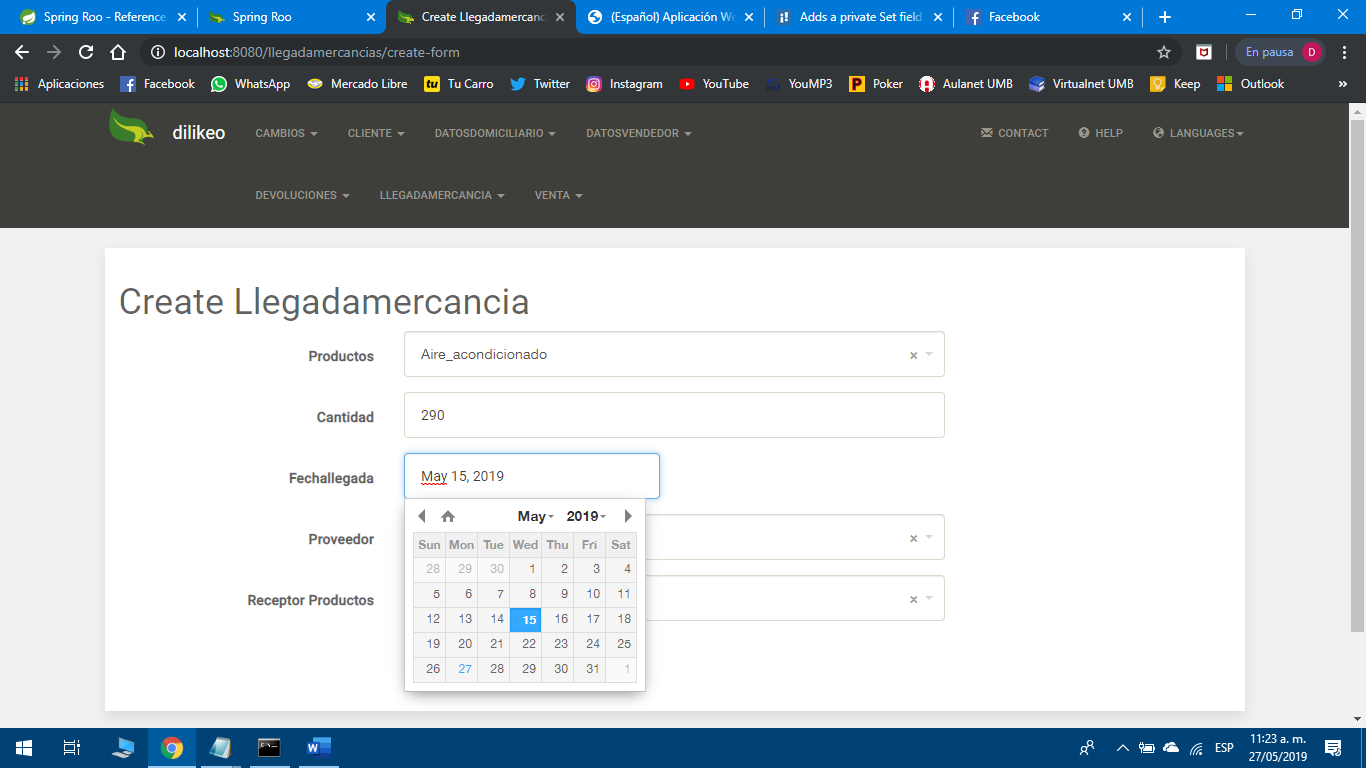 Spring Roo - Reference Spring Roo Create Llegadamercanc (Español) Aplicación We Adds a private Set field Facebook
localhost:8080/llegadamercancias/create-form En pausa D
Aplicaciones Facebook WhatsApp Mercado Libre tu Tu Carro Twitter Instagram YouTube YouMP3 P Poker Aulanet UMB Virtualnet UMB Keep Outlook »
dilikeo CAMBIOS CLIENTE DATOSDOMICILIARIO DATOSVENDEDOR CONTACT HELP LANGUAGES
DEVOLUCIONES LLEGADAMERCANCIA VENTA
Create Llegadamercancia
Productos Aire_acondicionado ×
Cantidad 290
Fechallegada May 15, 2019
May 2019
Proveedor ×
Sun Mon Tue Wed Thu Fri Sat
28 29 30 1 2 3 4
5 6 7 8 9 10 11
Receptor Productos ×
12 13 14 15 16 17 18
19 20 21 22 23 24 25
26 27 28 29 30 31 1
ESP 11:23 a. m.
27/05/2019